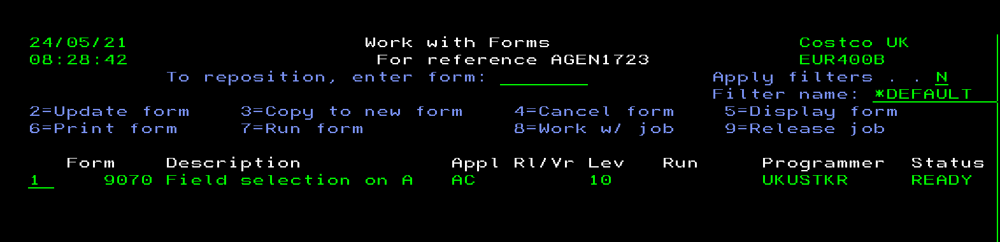 24/05/21 Work with Forms Costco UK
08:28:42 For reference AGEN1723 EUR400B
To reposition, enter form: Apply filters . . N
Filter name: *DEFAULT
2=Update form 3=Copy to new form 4=Cancel form 5=Display form
6=Print form 7=Run form 8=Work w/ job 9=Release job
Form Description Appl Rl/Vr Lev Run Programmer Status
1 9070 Field selection on A AC 10 UKUSTKR READY